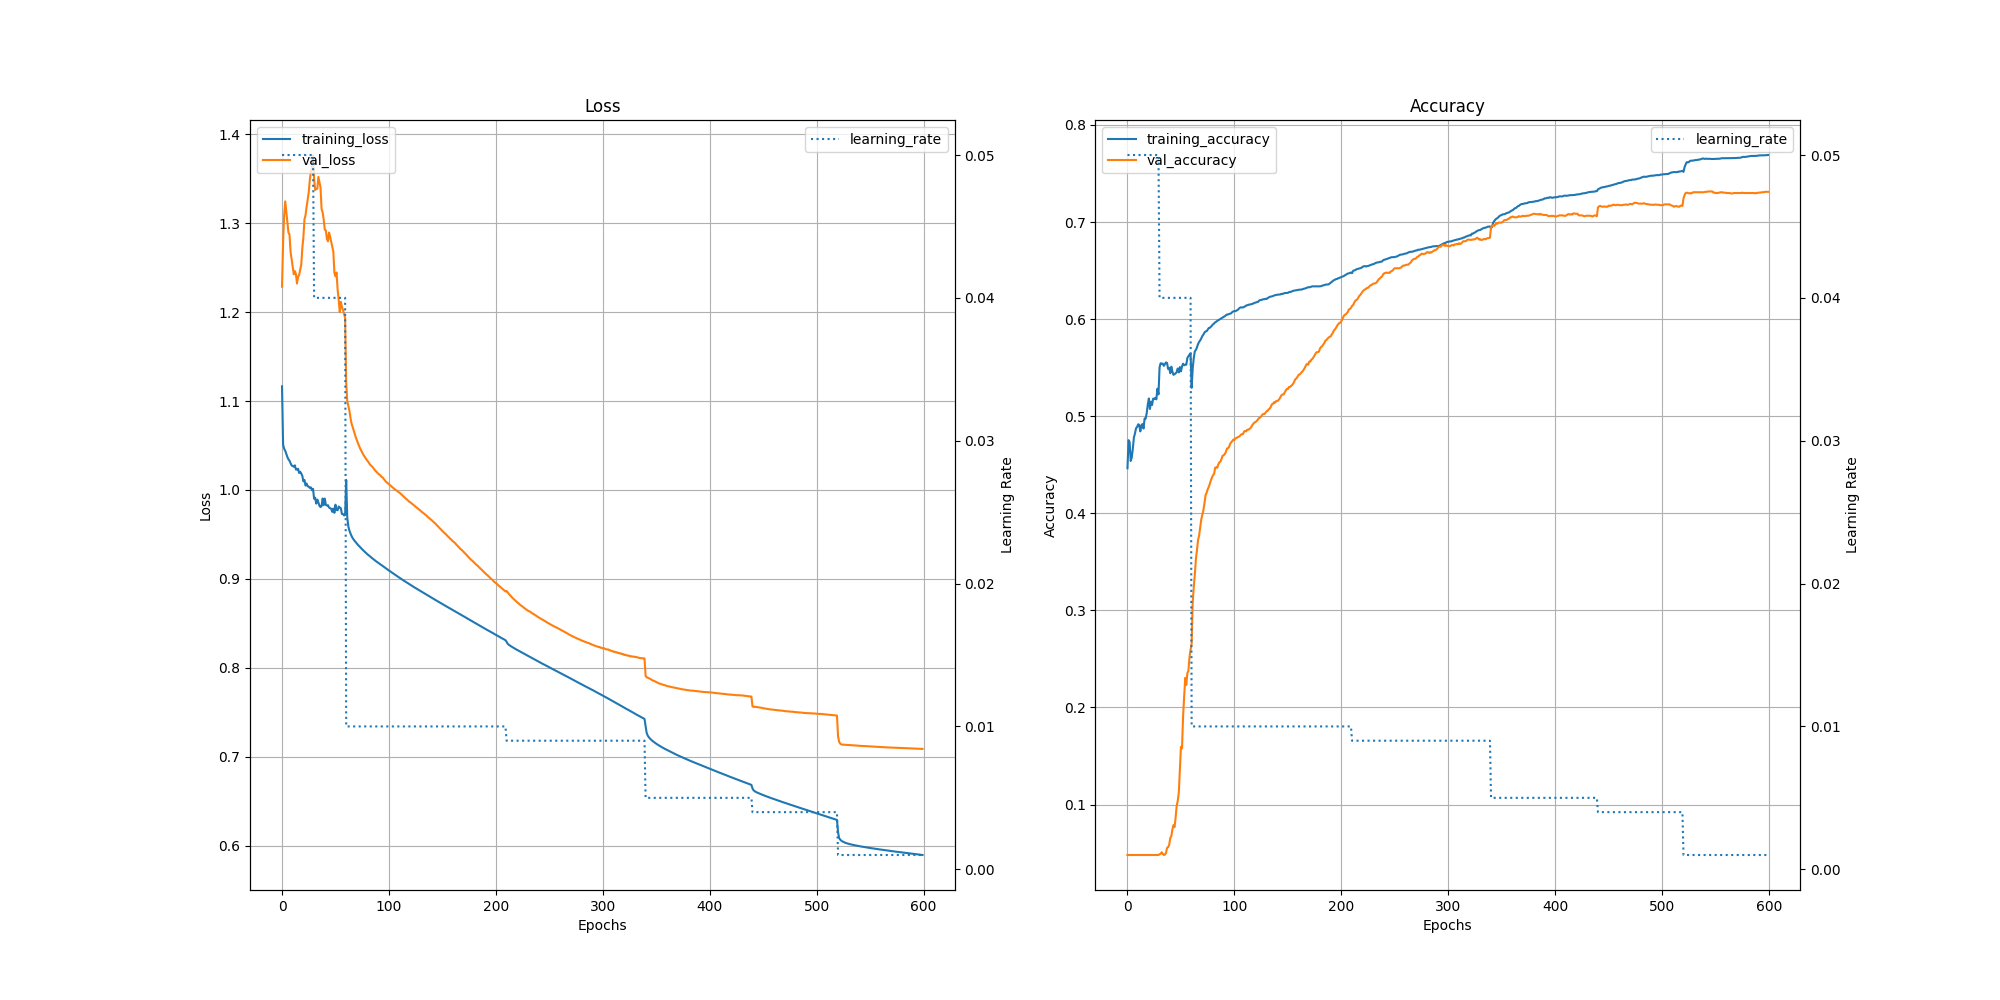 Loss
training_loss
val_loss
learning_rate
1.4
1.3
1.2
1.1
1.0
0.9
0.8
0.7
0.6
Loss
0.05
0.04
0.03
0.02
0.01
0.00
Learning Rate
0 100 200 300 400 500 600
Epochs
Accuracy
training_accuracy
val_accuracy
learning_rate
0.8
0.7
0.6
0.5
0.4
0.3
0.2
0.1
Accuracy
0.05
0.04
0.03
0.02
0.01
0.00
Learning Rate
0 100 200 300 400 500 600
Epochs